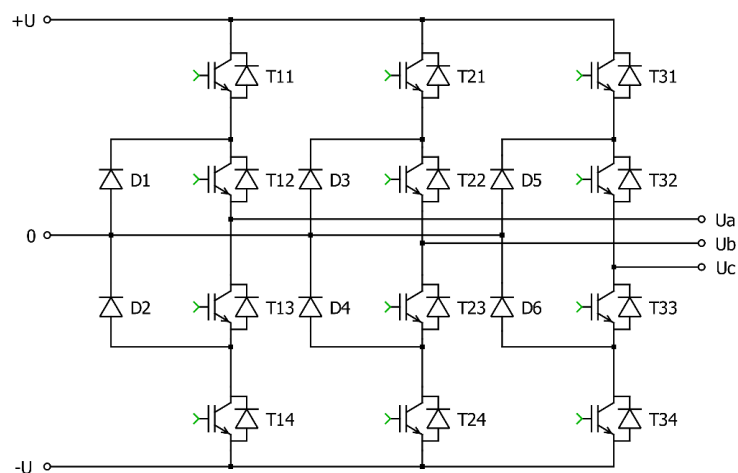 +U
T11
T21
T31
D1
T12
D3
T22
D5
T32
Ua
0
Ub
Uc
D2
T13
D4
T23
D6
T33
T14
T24
T34
-U